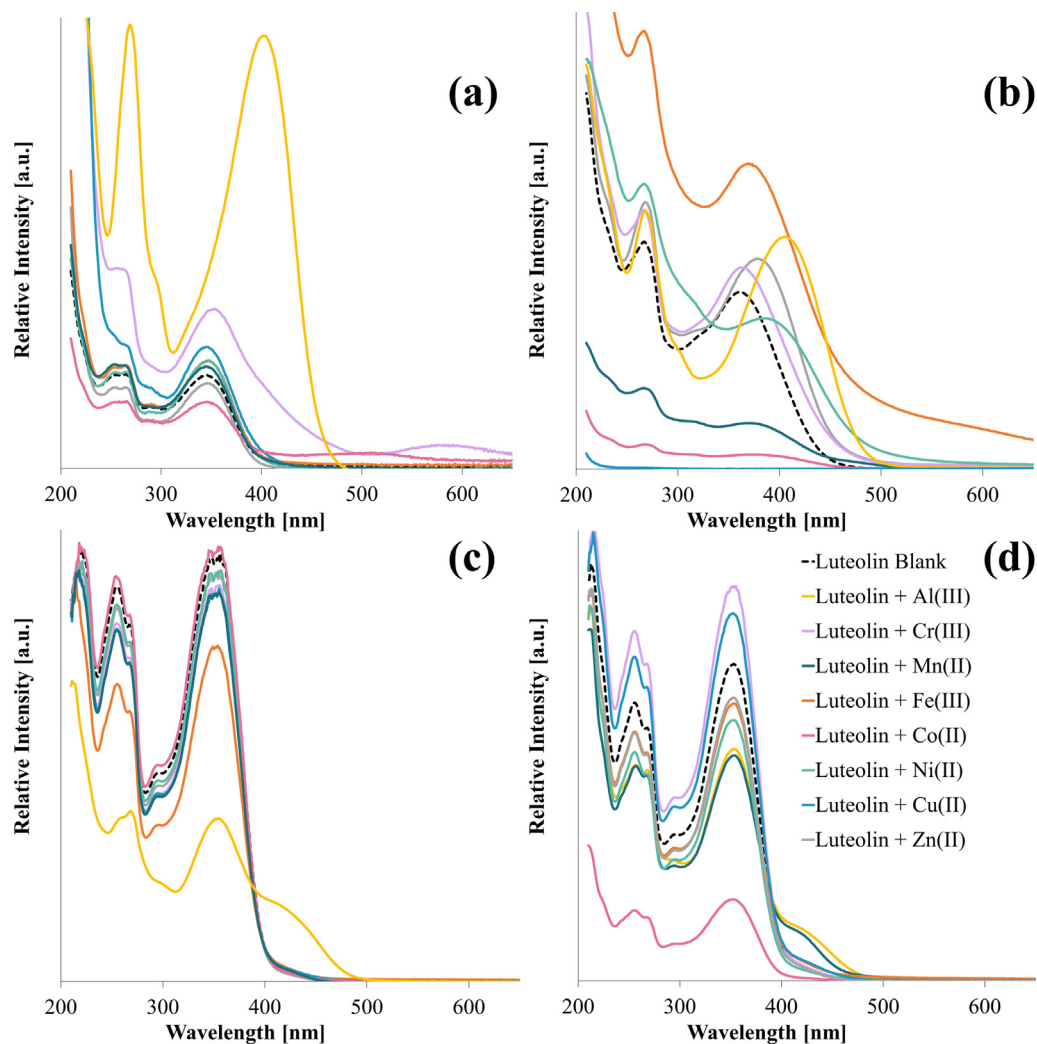 (a)
Relative Intensity [a.u.]
200 300 400 500 600
Wavelength [nm]
(b)
Relative Intensity [a.u.]
200 300 400 500 600
Wavelength [nm]
(c)
Relative Intensity [a.u.]
200 300 400 500 600
Wavelength [nm]
(d)
Relative Intensity [a.u.]
Luteolin Blank
Luteolin + Al(III)
Luteolin + Cr(III)
Luteolin + Mn(II)
Luteolin + Fe(III)
Luteolin + Co(II)
Luteolin + Ni(II)
Luteolin + Cu(II)
Luteolin + Zn(II)
200 300 400 500 600
Wavelength [nm]